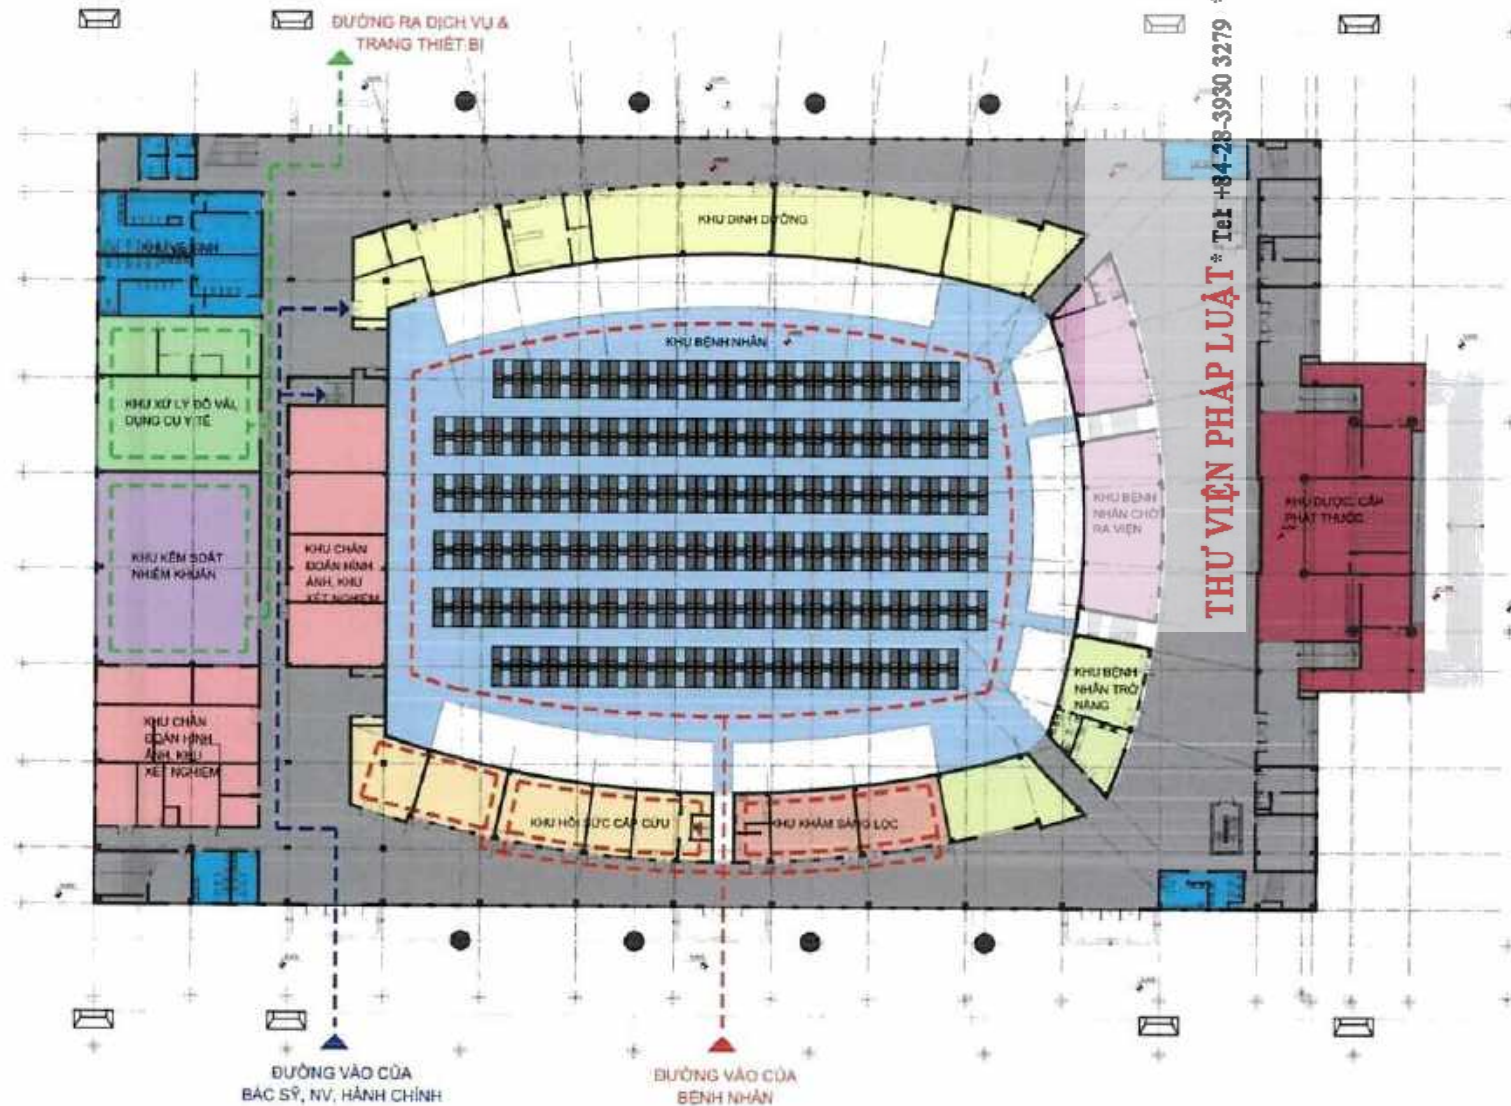 ĐƯỜNG RA DỊCH VỤ &
TRANG THIẾT BỊ
KHU DINH DƯỠNG
KHU VỆ SINH
KHU BỆNH NHÂN
KHU XỬ LÝ ĐỒ VẢI,
DỤNG CỤ Y TẾ
KHU KẾM SOÁT
NHIỄM KHUẨN
KHU CHẨN
ĐOÁN HÌNH
ẢNH, KHU
XÉT NGHIỆM
KHU BỆNH
NHÂN CHỜ
RA VIỆN
KHU DƯỢC, CẤP
PHÁT THUỐC
KHU BỆNH
NHÂN TRỞ
NẶNG
KHU CHẨN
ĐOÁN HÌNH
ẢNH, KHU
XÉT NGHIỆM
KHU HỒI SỨC CẤP CỨU
KHU KHÁM SÀNG LỌC
ĐƯỜNG VÀO CỦA
BÁC SỸ, NV, HÀNH CHÍNH
ĐƯỜNG VÀO CỦA
BỆNH NHÂN
THƯ VIỆN PHÁP LUẬT * Tel: +84-28-3930 3279 *